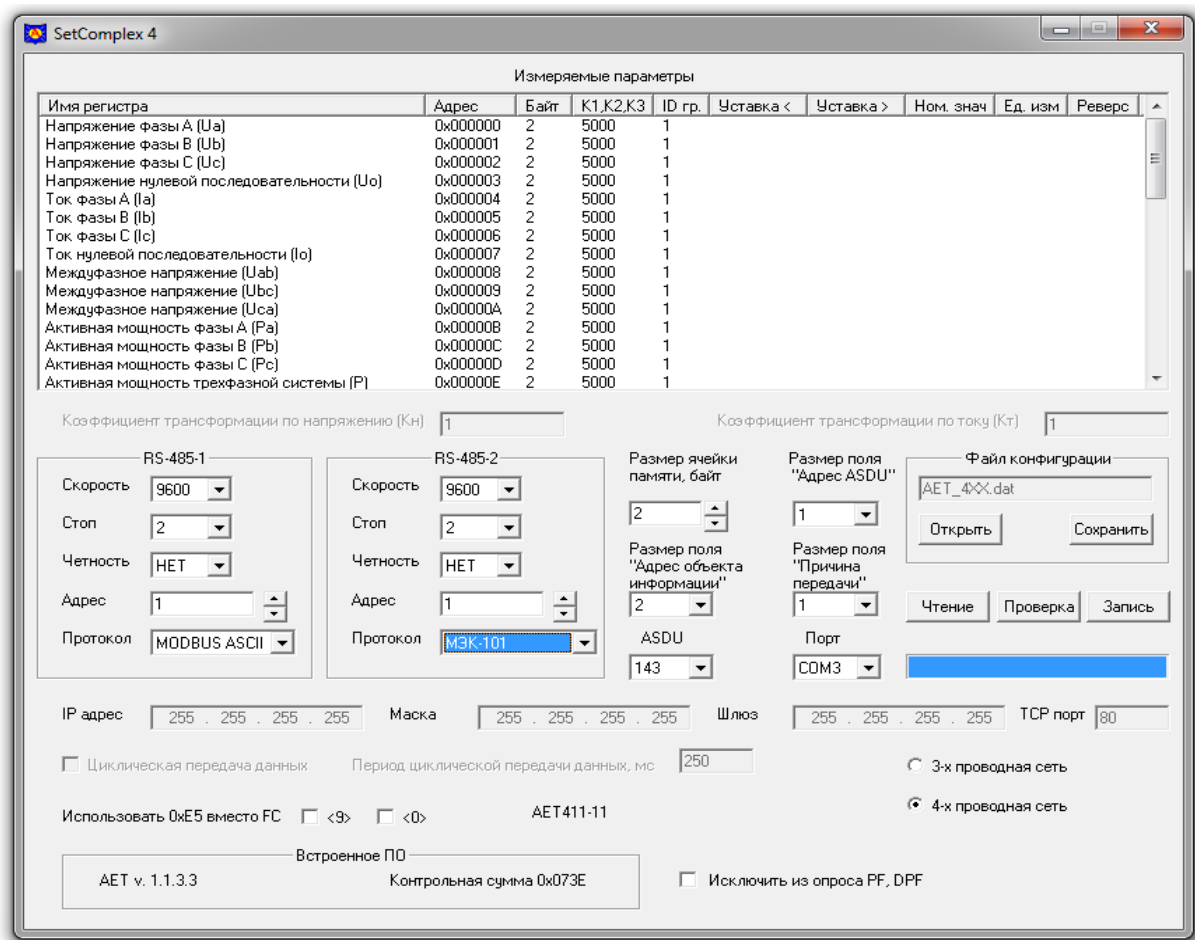 SetComplex 4
Измеряемые параметры
Имя регистра Адрес Байт К1,К2,К3 ID гр. Уставка < Уставка > Ном. знач Ед. изм Реверс
Напряжение фазы А (Ua) 0x000000 2 5000 1
Напряжение фазы В (Ub) 0x000001 2 5000 1
Напряжение фазы С (Uc) 0x000002 2 5000 1
Напряжение нулевой последовательности (Uo) 0x000003 2 5000 1
Ток фазы А (Ia) 0x000004 2 5000 1
Ток фазы В (Ib) 0x000005 2 5000 1
Ток фазы С (Ic) 0x000006 2 5000 1
Ток нулевой последовательности (Io) 0x000007 2 5000 1
Междуфазное напряжение (Uab) 0x000008 2 5000 1
Междуфазное напряжение (Ubc) 0x000009 2 5000 1
Междуфазное напряжение (Uca) 0x00000A 2 5000 1
Активная мощность фазы А (Pa) 0x00000B 2 5000 1
Активная мощность фазы В (Pb) 0x00000C 2 5000 1
Активная мощность фазы С (Pc) 0x00000D 2 5000 1
Активная мощность трехфазной системы (P) 0x00000E 2 5000 1
Коэффициент трансформации по напряжению (Кн) 1 Коэффициент трансформации по току (Кт) 1
RS-485-1
Скорость 9600
Стоп 2
Четность НЕТ
Адрес 1
Протокол MODBUS ASCII
RS-485-2
Скорость 9600
Стоп 2
Четность НЕТ
Адрес 1
Протокол МЭК-101
Размер ячейки
памяти, байт
2
Размер поля
"Адрес объекта
информации"
2
ASDU
143
Размер поля
"Адрес ASDU"
1
Размер поля
"Причина
передачи"
1
Порт
COM3
Файл конфигурации
AET_4XX.dat
Открыть Сохранить
Чтение Проверка Запись
IP адрес 255 . 255 . 255 . 255 Маска 255 . 255 . 255 . 255 Шлюз 255 . 255 . 255 . 255 TCP порт 80
Циклическая передача данных Период циклической передачи данных, мс 250
3-х проводная сеть
4-х проводная сеть
Использовать 0xE5 вместо FC <9> <0> AET411-11
Встроенное ПО
AET v. 1.1.3.3 Контрольная сумма 0x073E
Исключить из опроса PF, DPF